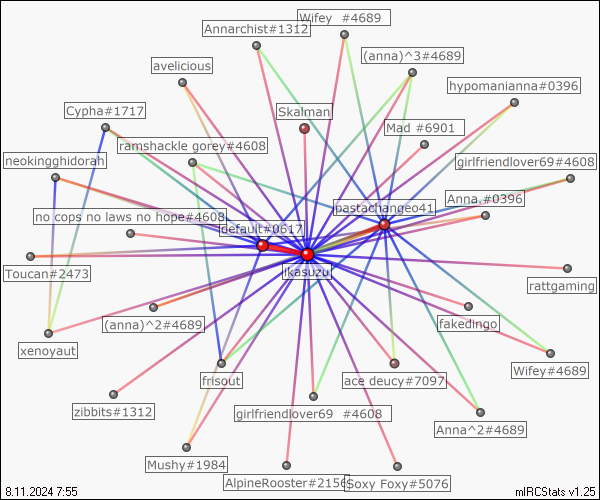 Wifey  #4689
Annarchist#1312
(anna)^3#4689
avelicious
hypomanianna#0396
Cypha#1717
Skalman
Mad #6901
ramshackle gorey#4608
neokingghidorah
girlfriendlover69#4608
Anna.#0396
pastachangeo41
no cops no laws no hope#4608
default#0617
ikasuzu
Toucan#2473
rattgaming
(anna)^2#4689
fakedingo
xenoyaut
Wifey#4689
frisout
ace deucy#7097
zibbits#1312
girlfriendlover69  #4608
Anna^2#4689
Mushy#1984
AlpineRooster#2156
Soxy Foxy#5076
8.11.2024 7:55
mIRCStats v1.25